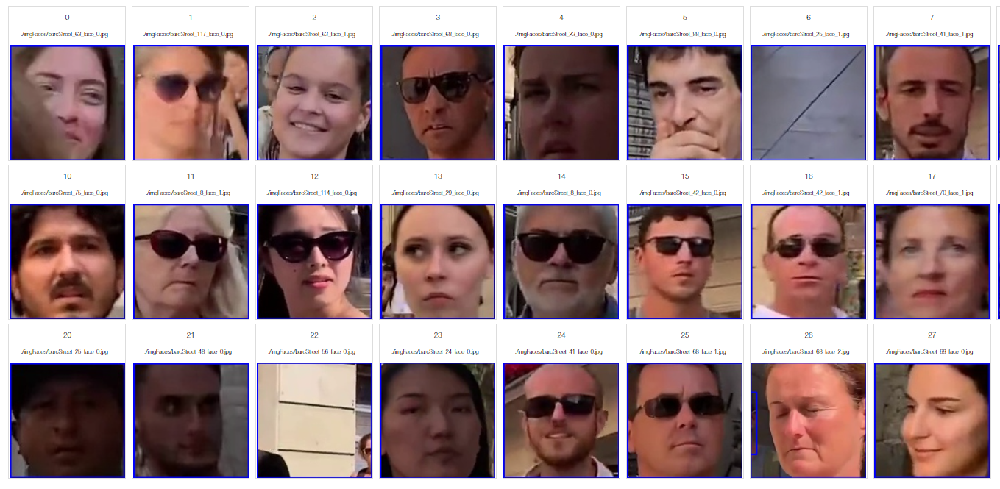 0 1 2 3 4 5 6 7
./imgFaces/barcStreet_63_face_0.jpg ./imgFaces/barcStreet_117_face_0.jpg ./imgFaces/barcStreet_63_face_1.jpg ./imgFaces/barcStreet_68_face_0.jpg ./imgFaces/barcStreet_23_face_0.jpg ./imgFaces/barcStreet_88_face_0.jpg ./imgFaces/barcStreet_25_face_1.jpg ./imgFaces/barcStreet_41_face_1.jpg
10 11 12 13 14 15 16 17
./imgFaces/barcStreet_75_face_0.jpg ./imgFaces/barcStreet_8_face_1.jpg ./imgFaces/barcStreet_114_face_0.jpg ./imgFaces/barcStreet_29_face_0.jpg ./imgFaces/barcStreet_8_face_0.jpg ./imgFaces/barcStreet_42_face_0.jpg ./imgFaces/barcStreet_42_face_1.jpg ./imgFaces/barcStreet_70_face_1.jpg
20 21 22 23 24 25 26 27
./imgFaces/barcStreet_25_face_0.jpg ./imgFaces/barcStreet_48_face_0.jpg ./imgFaces/barcStreet_56_face_0.jpg ./imgFaces/barcStreet_24_face_0.jpg ./imgFaces/barcStreet_41_face_0.jpg ./imgFaces/barcStreet_68_face_1.jpg ./imgFaces/barcStreet_68_face_2.jpg ./imgFaces/barcStreet_69_face_0.jpg